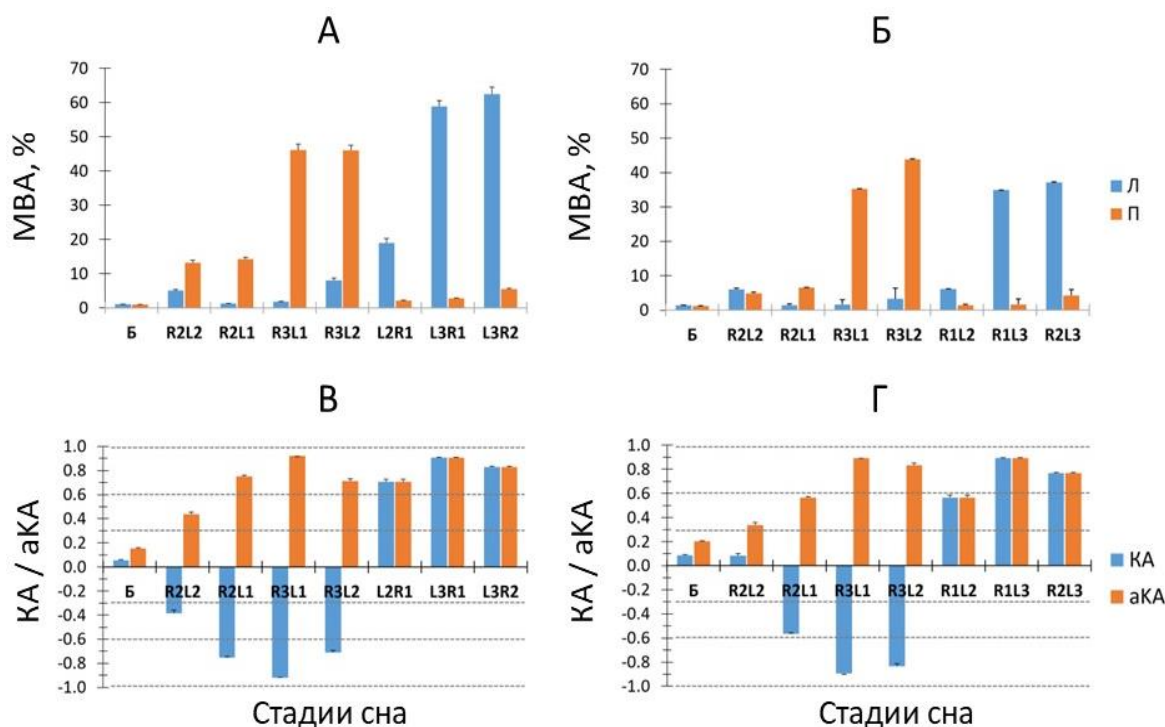 А
МВА, %
70
60
50
40
30
20
10
0
Б R2L2 R2L1 R3L1 R3L2 L2R1 L3R1 L3R2
Б
МВА, %
70
60
50
40
30
20
10
0
Б R2L2 R2L1 R3L1 R3L2 R1L2 R1L3 R2L3
Л
П
В
КА / аКА
1.0
0.8
0.6
0.4
0.2
0.0
-0.2
-0.4
-0.6
-0.8
-1.0
Б R2L2 R2L1 R3L1 R3L2 L2R1 L3R1 L3R2
Стадии сна
Г
КА / аКА
1.0
0.8
0.6
0.4
0.2
0.0
-0.2
-0.4
-0.6
-0.8
-1.0
Б R2L2 R2L1 R3L1 R3L2 R1L2 R1L3 R2L3
Стадии сна
КА
аКА